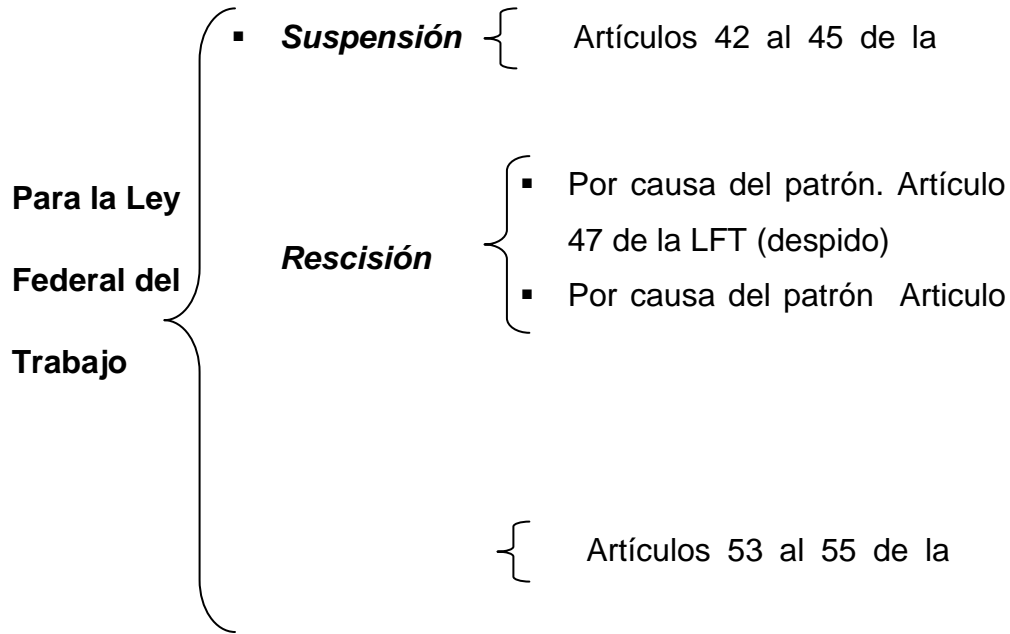 ▪ Suspensión
Artículos 42 al 45 de la
Para la Ley
Federal del
Trabajo
Rescisión
▪ Por causa del patrón. Artículo
47 de la LFT (despido)
▪ Por causa del patrón Articulo
Artículos 53 al 55 de la